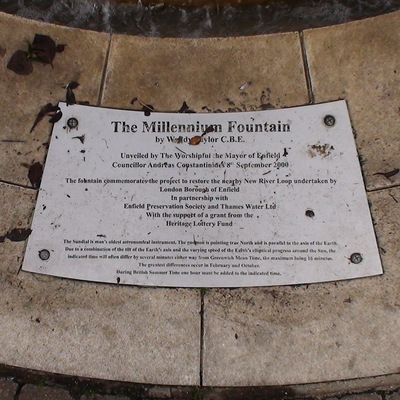 The Millennium Fountain
by Wendy Taylor C.B.E.
Unveiled by The Worshipful the Mayor of Enfield
Councillor Andreas Constantinides 8th September 2000
The fountain commemorates the project to restore the nearby New River Loop undertaken by
London Borough of Enfield
In partnership with
Enfield Preservation Society and Thames Water Ltd
With the support of a grant from the
Heritage Lottery Fund
The Sundial is man's oldest astronomical instrument. The gnomon is pointing true North and is parallel to the axis of the Earth.
Due to a combination of the tilt of the Earth's axis and the varying speed of the Earth's elliptical progress around the Sun, the
indicated time will often differ by several minutes either way from Greenwich Mean Time, the maximum being 16 minutes.
The greatest differences occur in February and October.
During British Summer Time one hour must be added to the indicated time.